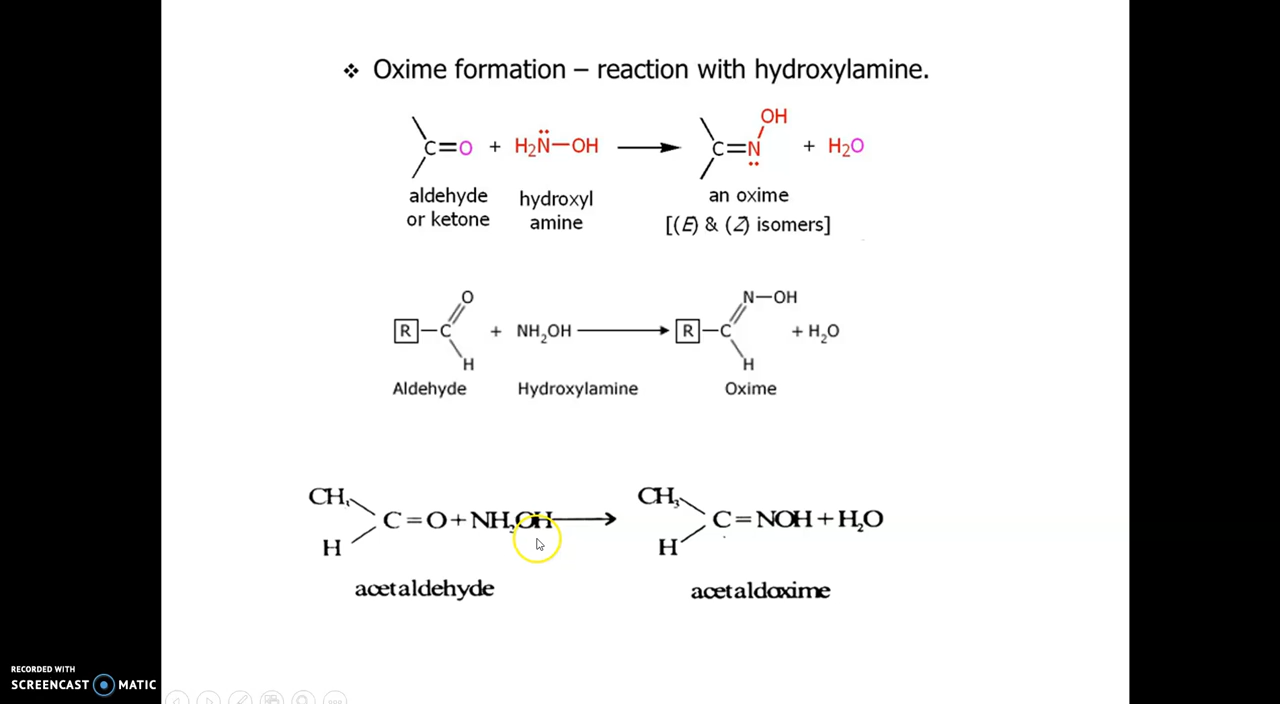 ❖ Oxime formation – reaction with hydroxylamine.
C=O + H₂N̈—OH ⟶ C=N̤ OH + H₂O
aldehyde or ketone
hydroxyl amine
an oxime
[(E) & (Z) isomers]
R—C O H + NH₂OH ⟶ R—C N—OH H + H₂O
Aldehyde Hydroxylamine Oxime
CH₃ H C=O+NH₂OH ⟶ CH₃ H C=NOH+H₂O
acetaldehyde acetaldoxime
RECORDED WITH
SCREENCAST MATIC